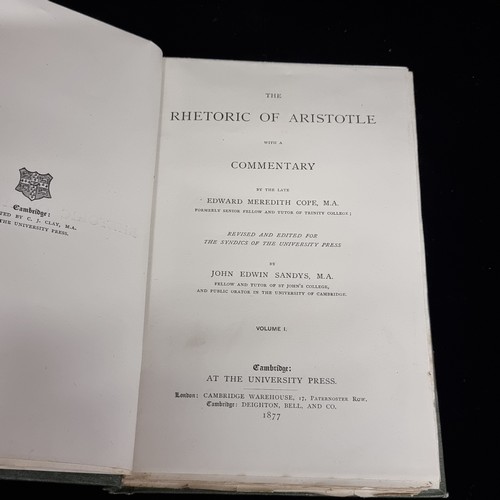 Cambridge:
TED BY C. J. CLAY, M.A.
THE UNIVERSITY PRESS.
THE
RHETORIC OF ARISTOTLE
WITH A
COMMENTARY
BY THE LATE
EDWARD MEREDITH COPE, M.A.
FORMERLY SENIOR FELLOW AND TUTOR OF TRINITY COLLEGE;
REVISED AND EDITED FOR
THE SYNDICS OF THE UNIVERSITY PRESS
BY
JOHN EDWIN SANDYS, M.A.
FELLOW AND TUTOR OF ST JOHN'S COLLEGE,
AND PUBLIC ORATOR IN THE UNIVERSITY OF CAMBRIDGE.
VOLUME I.
Cambridge:
AT THE UNIVERSITY PRESS.
London: CAMBRIDGE WAREHOUSE, 17, PATERNOSTER ROW.
Cambridge: DEIGHTON, BELL, AND CO.
1877